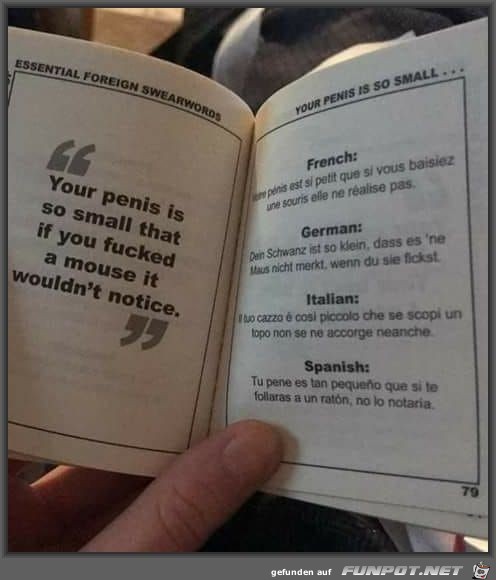 ESSENTIAL FOREIGN SWEARWORDS
“
Your penis is
so small that
if you fucked
a mouse it
wouldn't notice.
”
YOUR PENIS IS SO SMALL . . .
French:
Votre pénis est si petit que si vous baisiez
une souris elle ne réalise pas.
German:
Dein Schwanz ist so klein, dass es 'ne
Maus nicht merkt, wenn du sie fickst.
Italian:
Il tuo cazzo é così piccolo che se scopi un
topo non se ne accorge neanche.
Spanish:
Tu pene es tan pequeño que si te
follaras a un ratón, no lo notaria.
79
gefunden auf FUNPOT.NET